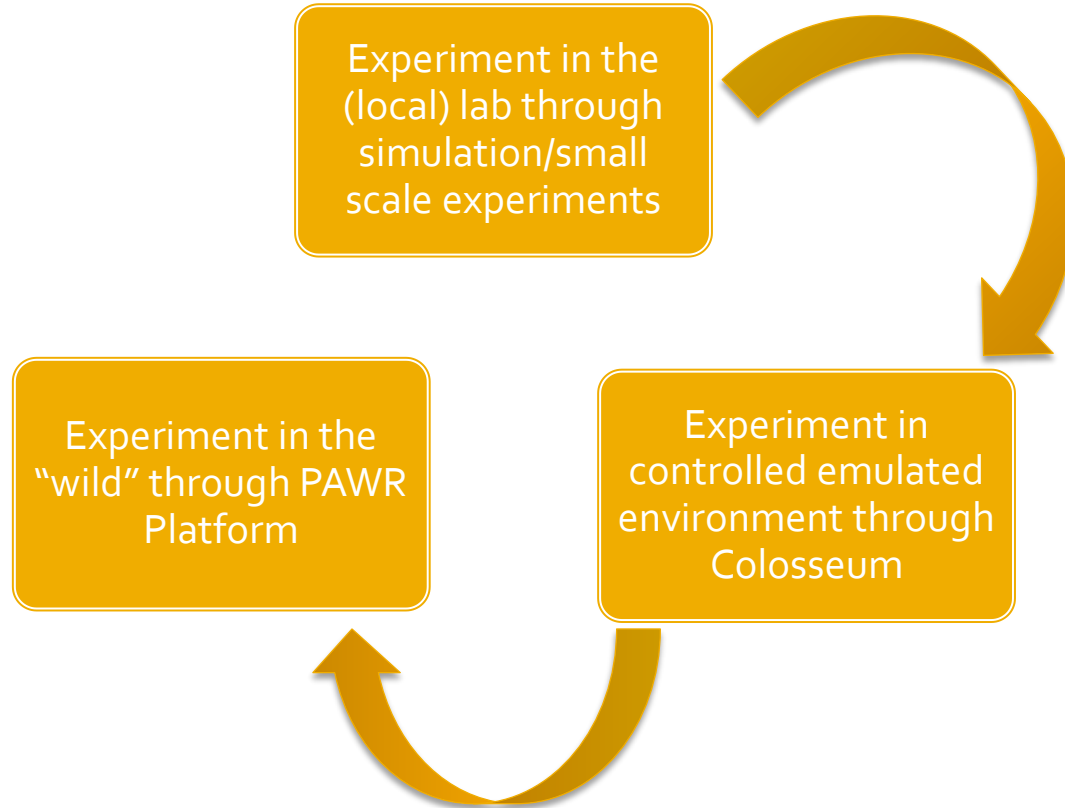 Experiment in the
(local) lab through
simulation/small
scale experiments
Experiment in the
“wild” through PAWR
Platform
Experiment in
controlled emulated
environment through
Colosseum